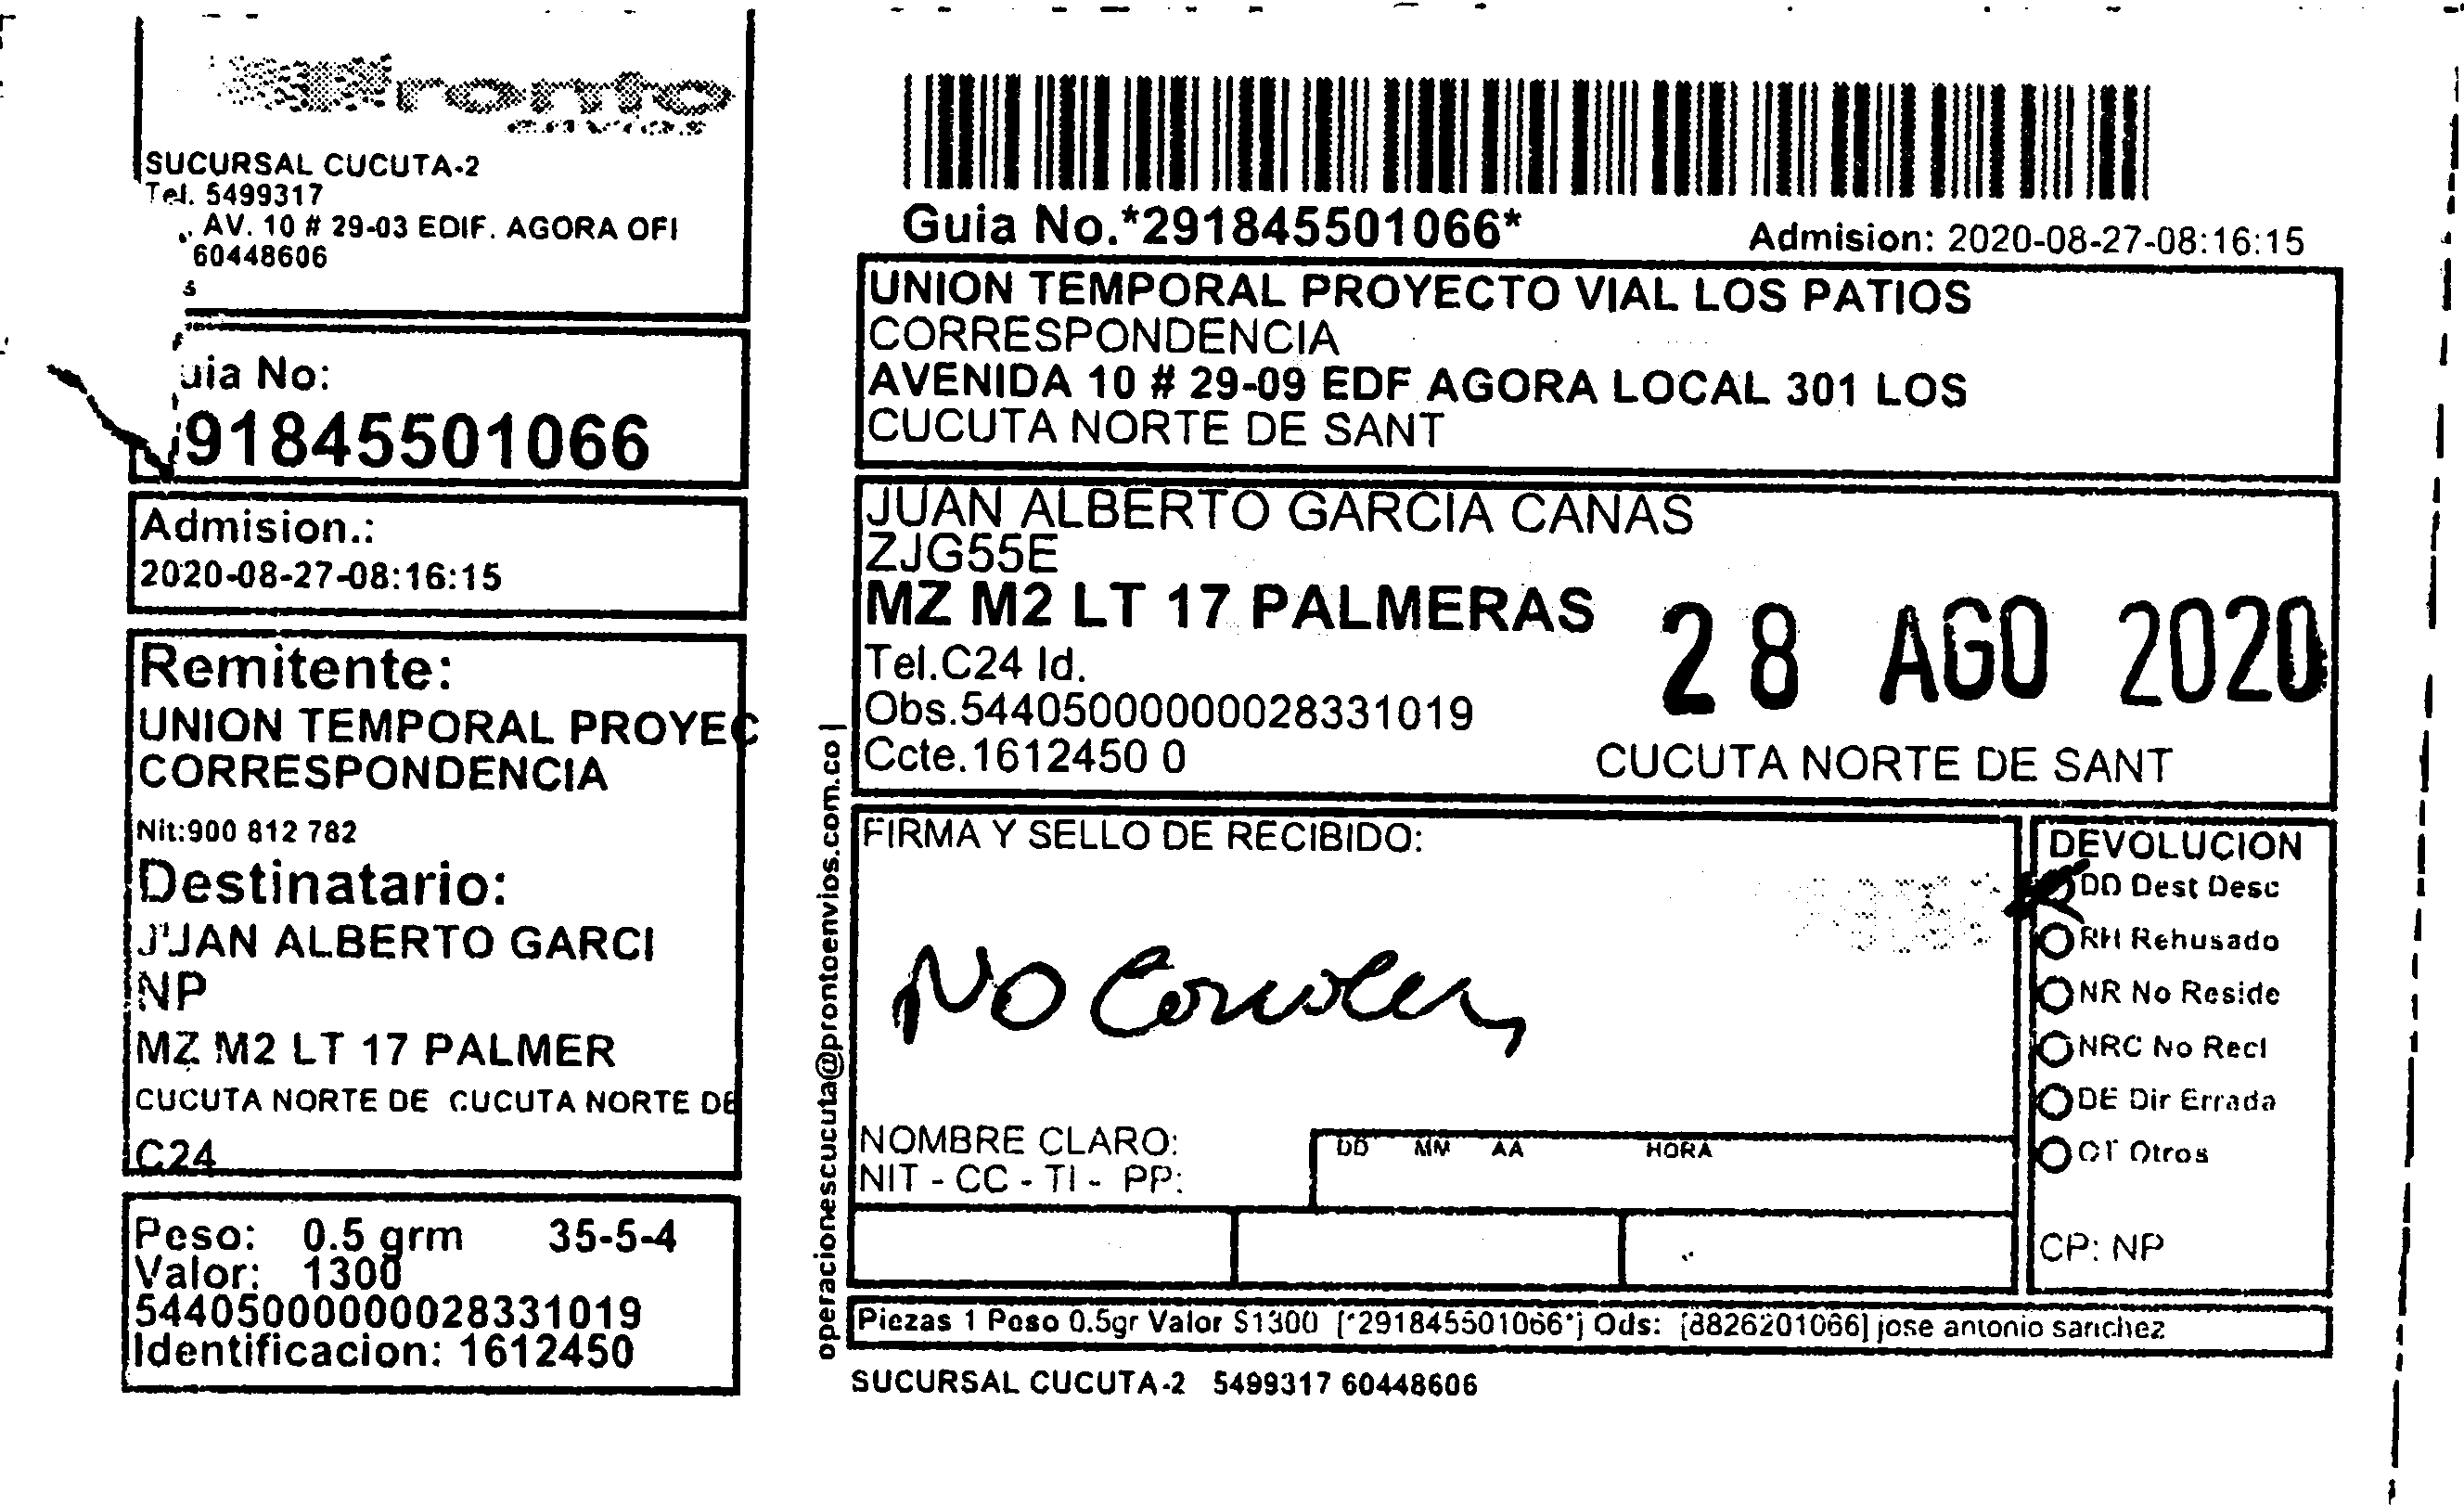 Pronto
envios
SUCURSAL CUCUTA-2
Tel. 5499317
AV. 10 # 29-03 EDIF. AGORA OFI
60448606
s
uia No:
91845501066
Admision.:
2020-08-27-08:16:15
Remitente:
UNION TEMPORAL PROYEC
CORRESPONDENCIA
Nit:900 812 782
Destinatario:
JUAN ALBERTO GARCI
NP
MZ M2 LT 17 PALMER
CUCUTA NORTE DE CUCUTA NORTE DE
C24
Peso: 0.5 grm 35-5-4
Valor: 1300
544050000000028331019
Identificacion: 1612450
operacionescucuta@prontoenvios.com.co |
Guia No.*291845501066*
Admision: 2020-08-27-08:16:15
UNION TEMPORAL PROYECTO VIAL LOS PATIOS
CORRESPONDENCIA
AVENIDA 10 # 29-09 EDF AGORA LOCAL 301 LOS
CUCUTA NORTE DE SANT
JUAN ALBERTO GARCIA CANAS
ZJG55E
MZ M2 LT 17 PALMERAS
28 AGO 2020
Tel.C24 Id.
Obs.544050000000028331019
Ccte.1612450 0
CUCUTA NORTE DE SANT
FIRMA Y SELLO DE RECIBIDO:
No
NOMBRE CLARO:
NIT - CC - TI - PP:
DD MM AA HORA
DEVOLUCION
DD Dest Desc
RH Rehusado
NR No Reside
NRC No Recl
DE Dir Errada
OT Otros
CP: NP
Piezas 1 Peso 0.5gr Valor $1300 [*291845501066*] Ods: [8826201066] jose antonio sanchez
SUCURSAL CUCUTA-2 5499317 60448606